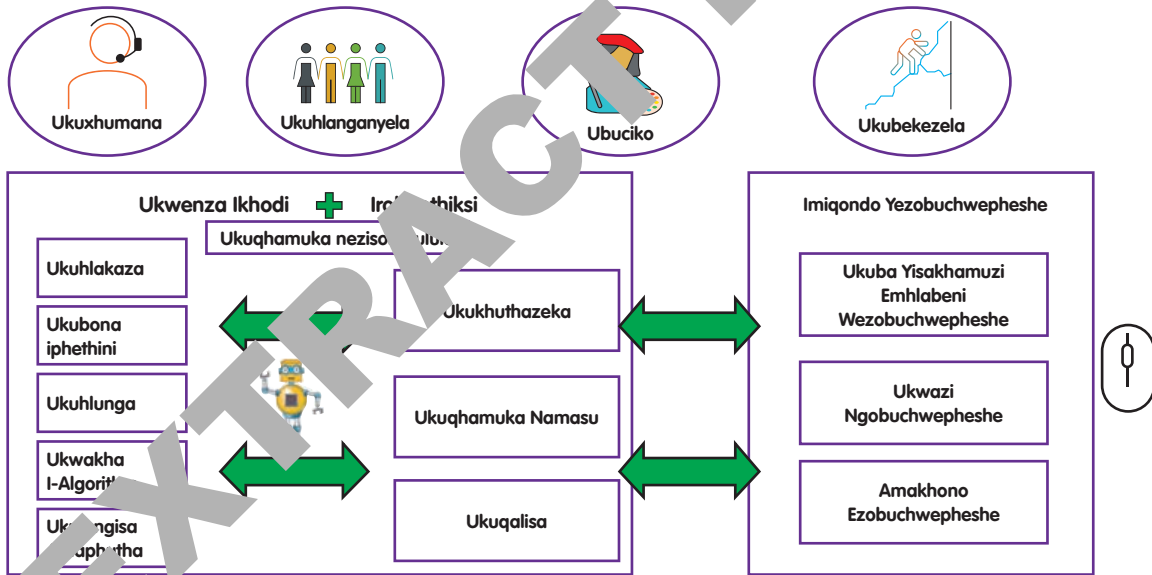 EXTRACT
Ukuxhumana
Ukuhlanganyela
Ubuciko
Ukubekezela
Ukwenza Ikhodi
Imiqondo Yezobuchwepheshe
Ukuqhamuka
Ukuhlakaza
Ukubona
iphethini
Ukuhlunga
Ukwakha
Ukukhuthazeka
Ukuqhamuka Namasu
Ukuqalisa
Ukuba Yisakhamuzi
Emhlabeni
Wezobuchwepheshe
Ukwazi
Ngobuchwepheshe
Amakhono
Ezobuchwepheshe